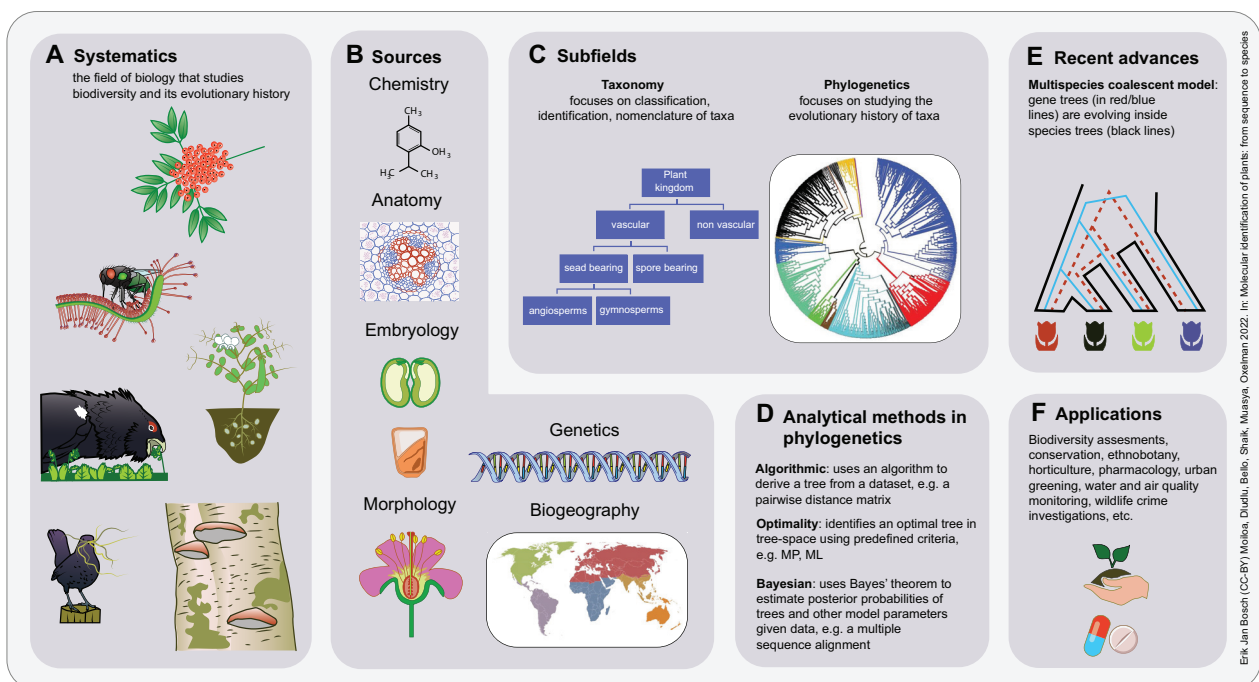 A Systematics
the field of biology that studies
biodiversity and its evolutionary history
B Sources
Chemistry
CH₃
OH₃
H₃C
CH₃
Anatomy
Embryology
Morphology
Genetics
Biogeography
C Subfields
Taxonomy
focuses on classification,
identification, nomenclature of taxa
Plant
kingdom
vascular
non vascular
sead bearing
spore bearing
angiosperms
gymnosperms
Phylogenetics
focuses on studying the
evolutionary history of taxa
D Analytical methods in
phylogenetics
Algorithmic: uses an algorithm to
derive a tree from a dataset, e.g. a
pairwise distance matrix
Optimality: identifies an optimal tree in
tree-space using predefined criteria,
e.g. MP, ML
Bayesian: uses Bayes' theorem to
estimate posterior probabilities of
trees and other model parameters
given data, e.g. a multiple
sequence alignment
E Recent advances
Multispecies coalescent model:
gene trees (in red/blue
lines) are evolving inside
species trees (black lines)
F Applications
Biodiversity assesments,
conservation, ethnobotany,
horticulture, pharmacology, urban
greening, water and air quality
monitoring, wildlife crime
investigations, etc.
Erik Jan Bosch (CC-BY) Moiloa, Dludlu, Bello, Shaik, Muasya, Oxelman 2022. In: Molecular identification of plants: from sequence to species